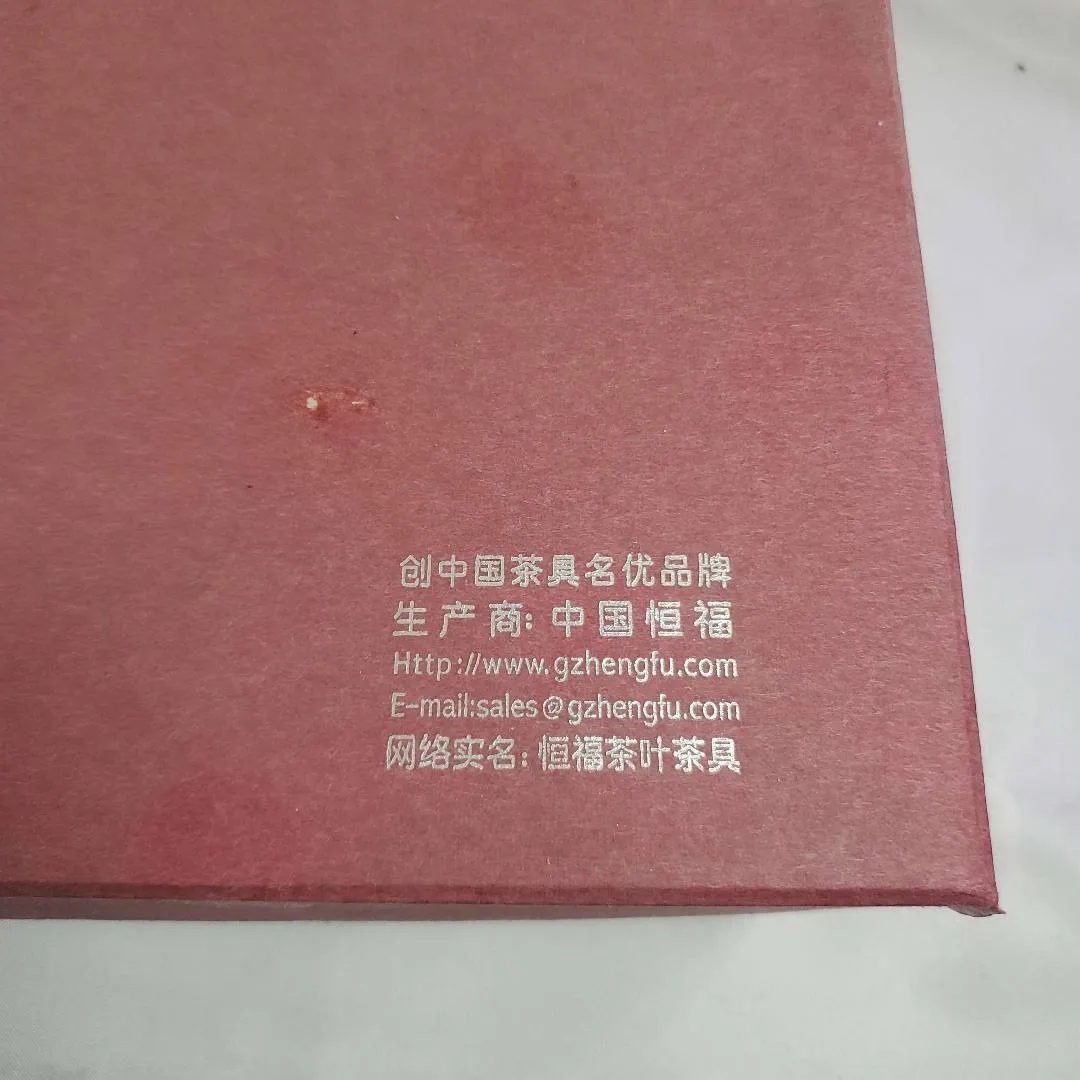 创中国茶具名优品牌
生产商: 中国恒福
Http://www.gzhengfu.com
E-mail:sales@gzhengfu.com
网络实名: 恒福茶叶茶具